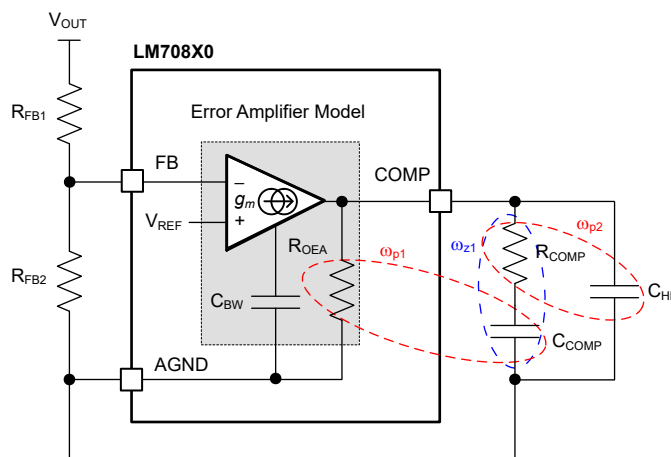 VOUT
LM708X0
Error Amplifier Model
RFB1
FB
COMP
−
gm
+
VREF
ROEA
ωp1
ωz1
ωp2
RCOMP
RFB2
CBW
CHF
CCOMP
AGND